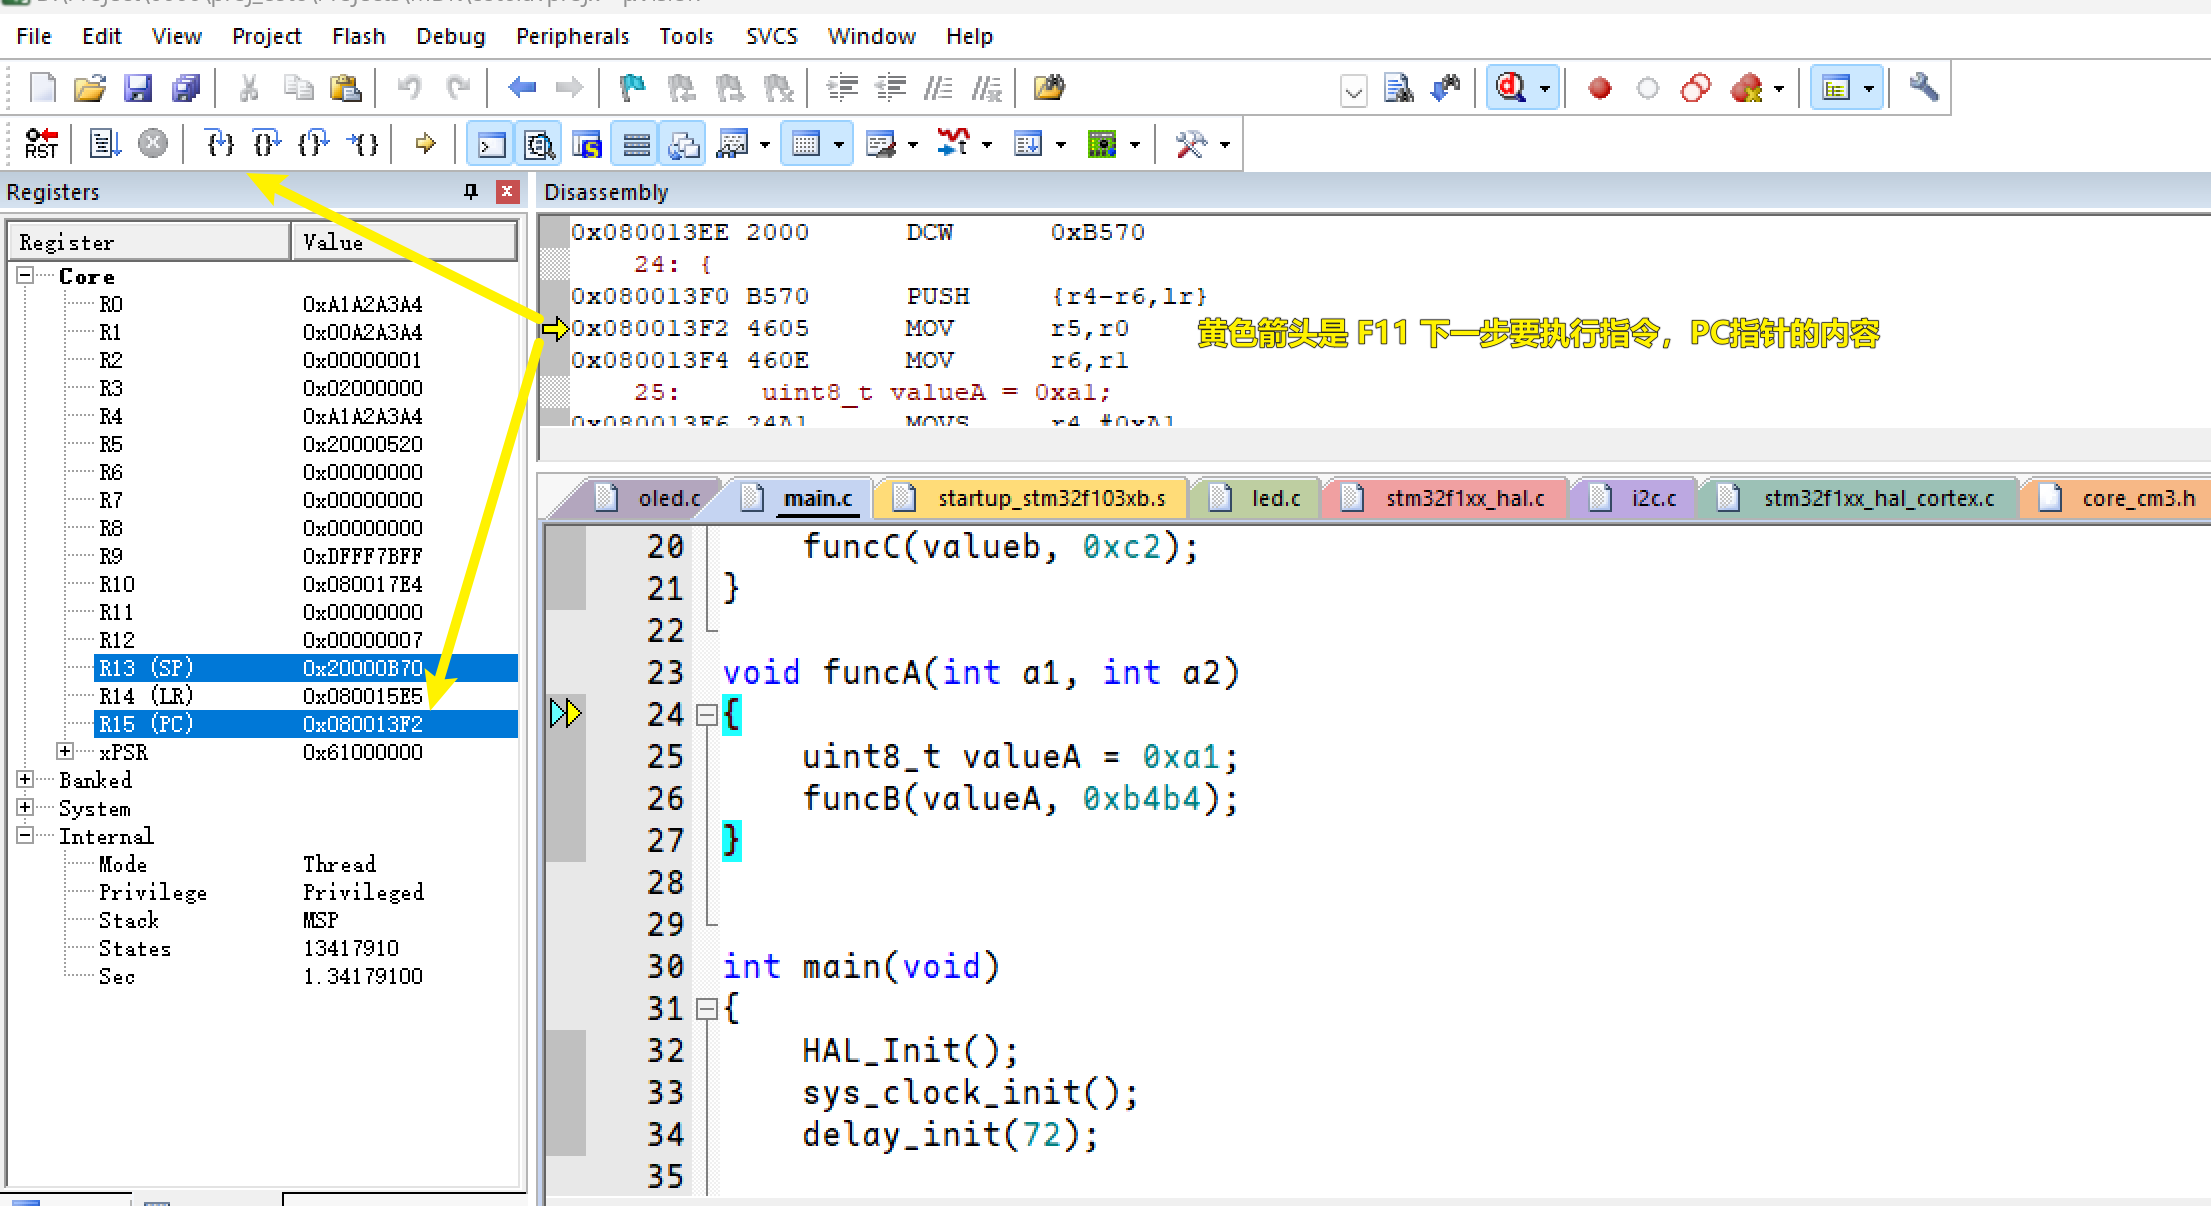 File Edit View Project Flash Debug Peripherals Tools SVCS Window Help
RST
Registers
Register Value
Core
R0 0xA1A2A3A4
R1 0x00A2A3A4
R2 0x00000001
R3 0x02000000
R4 0xA1A2A3A4
R5 0x20000520
R6 0x00000000
R7 0x00000000
R8 0x00000000
R9 0xDFFF7BFF
R10 0x080017E4
R11 0x00000000
R12 0x00000007
R13 (SP) 0x20000B70
R14 (LR) 0x080015E5
R15 (PC) 0x080013F2
xPSR 0x61000000
Banked
System
Internal
Mode Thread
Privilege Privileged
Stack MSP
States 13417910
Sec 1.34179100
Disassembly
0x080013EE 2000 DCW 0xB570
24: {
0x080013F0 B570 PUSH {r4-r6,lr}
0x080013F2 4605 MOV r5,r0
黄色箭头是 F11 下一步要执行指令，PC指针的内容
0x080013F4 460E MOV r6,r1
25: uint8_t valueA = 0xa1;
0x080013F6 24A1 MOVS r4,#0xA1
oled.c main.c startup_stm32f103xb.s led.c stm32f1xx_hal.c i2c.c stm32f1xx_hal_cortex.c core_cm3.h
20 funcC(valueb, 0xc2);
21 }
22
23 void funcA(int a1, int a2)
24 {
25 uint8_t valueA = 0xa1;
26 funcB(valueA, 0xb4b4);
27 }
28
29
30 int main(void)
31 {
32 HAL_Init();
33 sys_clock_init();
34 delay_init(72);
35